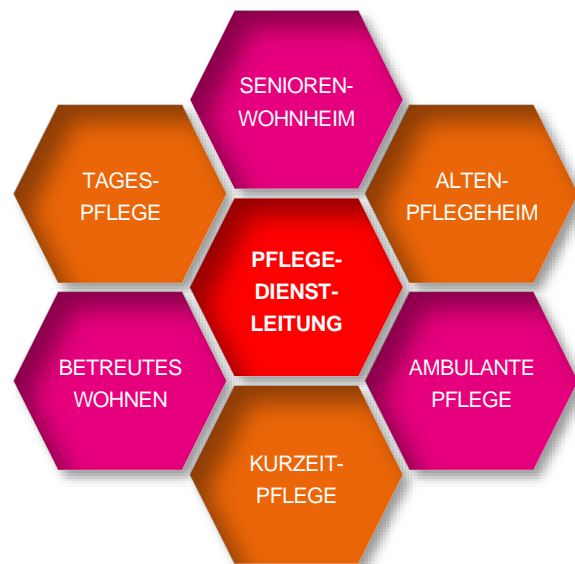 SENIOREN-
WOHNHEIM
TAGES-
PFLEGE
ALTEN-
PFLEGEHEIM
PFLEGE-
DIENST-
LEITUNG
BETREUTES
WOHNEN
AMBULANTE
PFLEGE
KURZEIT-
PFLEGE